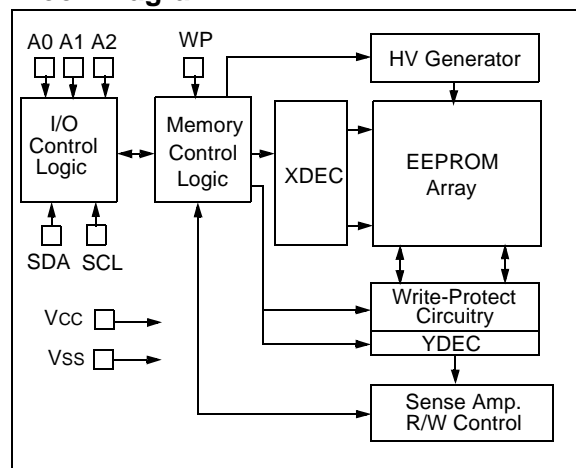 A0 A1 A2
WP
HV Generator
I/O
Control
Logic
Memory
Control
Logic
XDEC
EEPROM
Array
SDA
SCL
Write-Protect
Circuitry
YDEC
VCC
VSS
Sense Amp.
R/W Control